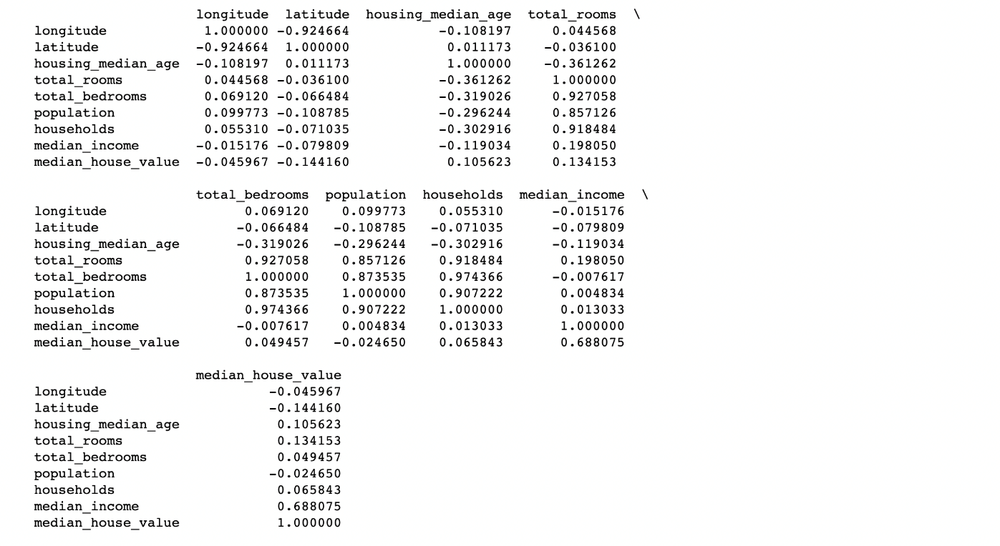 longitude latitude housing_median_age total_rooms \
longitude 1.000000 -0.924664 -0.108197 0.044568
latitude -0.924664 1.000000 0.011173 -0.036100
housing_median_age -0.108197 0.011173 1.000000 -0.361262
total_rooms 0.044568 -0.036100 -0.361262 1.000000
total_bedrooms 0.069120 -0.066484 -0.319026 0.927058
population 0.099773 -0.108785 -0.296244 0.857126
households 0.055310 -0.071035 -0.302916 0.918484
median_income -0.015176 -0.079809 -0.119034 0.198050
median_house_value -0.045967 -0.144160 0.105623 0.134153
total_bedrooms population households median_income \
longitude 0.069120 0.099773 0.055310 -0.015176
latitude -0.066484 -0.108785 -0.071035 -0.079809
housing_median_age -0.319026 -0.296244 -0.302916 -0.119034
total_rooms 0.927058 0.857126 0.918484 0.198050
total_bedrooms 1.000000 0.873535 0.974366 -0.007617
population 0.873535 1.000000 0.907222 0.004834
households 0.974366 0.907222 1.000000 0.013033
median_income -0.007617 0.004834 0.013033 1.000000
median_house_value 0.049457 -0.024650 0.065843 0.688075
median_house_value
longitude -0.045967
latitude -0.144160
housing_median_age 0.105623
total_rooms 0.134153
total_bedrooms 0.049457
population -0.024650
households 0.065843
median_income 0.688075
median_house_value 1.000000